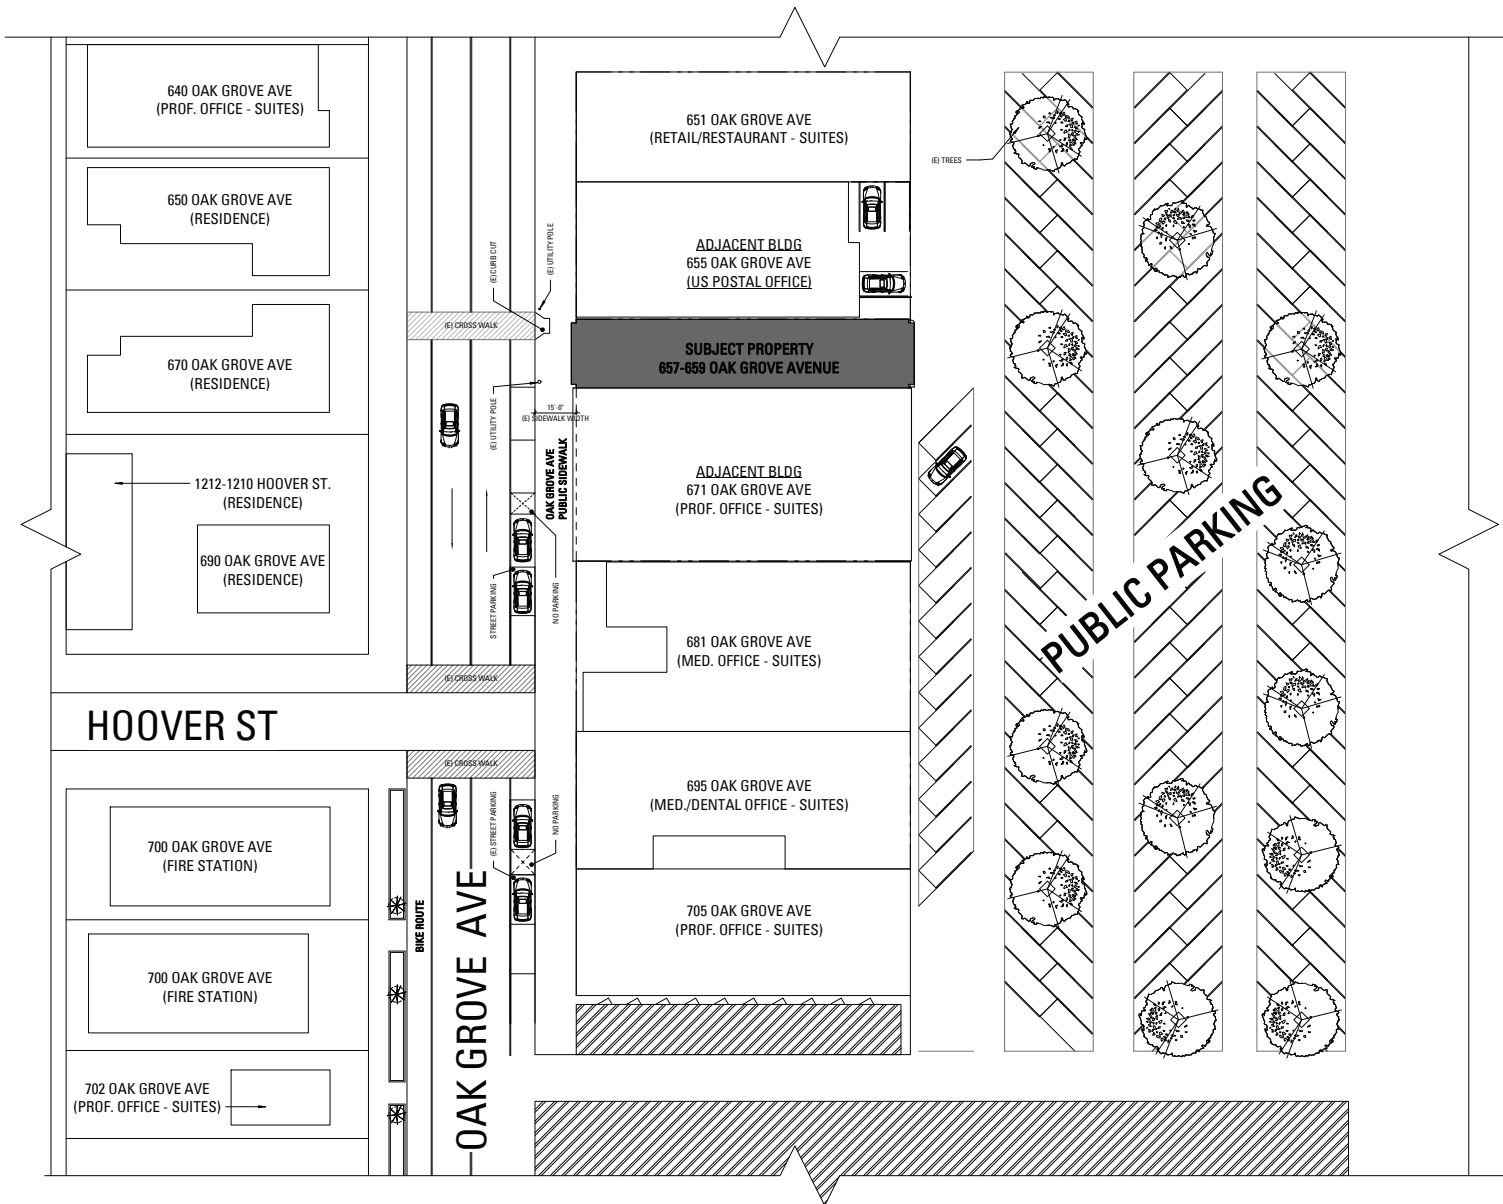 640 OAK GROVE AVE
(PROF. OFFICE - SUITES)
650 OAK GROVE AVE
(RESIDENCE)
670 OAK GROVE AVE
(RESIDENCE)
1212-1210 HOOVER ST.
(RESIDENCE)
690 OAK GROVE AVE
(RESIDENCE)
HOOVER ST
700 OAK GROVE AVE
(FIRE STATION)
700 OAK GROVE AVE
(FIRE STATION)
702 OAK GROVE AVE
(PROF. OFFICE - SUITES)
(E) CURB CUT
(E) UTILITY POLE
(E) CROSS WALK
(E) UTILITY POLE
15'-0"
(E) SIDEWALK WIDTH
OAK GROVE AVE
PUBLIC SIDEWALK
STREET PARKING
NO PARKING
(E) CROSS WALK
(E) CROSS WALK
(E) STREET PARKING
NO PARKING
BIKE ROUTE
OAK GROVE AVE
651 OAK GROVE AVE
(RETAIL/RESTAURANT - SUITES)
ADJACENT BLDG
655 OAK GROVE AVE
(US POSTAL OFFICE)
SUBJECT PROPERTY
657-659 OAK GROVE AVENUE
ADJACENT BLDG
671 OAK GROVE AVE
(PROF. OFFICE - SUITES)
681 OAK GROVE AVE
(MED. OFFICE - SUITES)
695 OAK GROVE AVE
(MED./DENTAL OFFICE - SUITES)
705 OAK GROVE AVE
(PROF. OFFICE - SUITES)
(E) TREES
PUBLIC PARKING